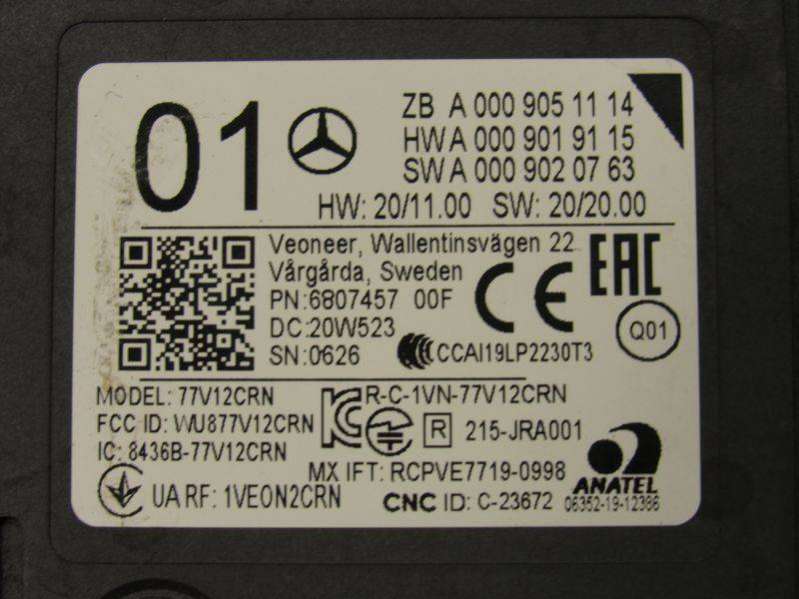 01
ZB A 000 905 11 14
HW A 000 901 91 15
SW A 000 902 07 63
HW: 20/11.00 SW: 20/20.00
Veoneer, Wallentinsvägen 22
Vårgårda, Sweden
PN:6807457 00F
DC:20W523
SN:0626
CE
EAC
Q01
CCAI19LP2230T3
MODEL: 77V12CRN
R-C-1VN-77V12CRN
FCC ID: WU877V12CRN
R 215-JRA001
IC: 8436B-77V12CRN
MX IFT: RCPVE7719-0998
UA RF: 1VEON2CRN
CNC ID: C-23672
ANATEL
06352-19-12386